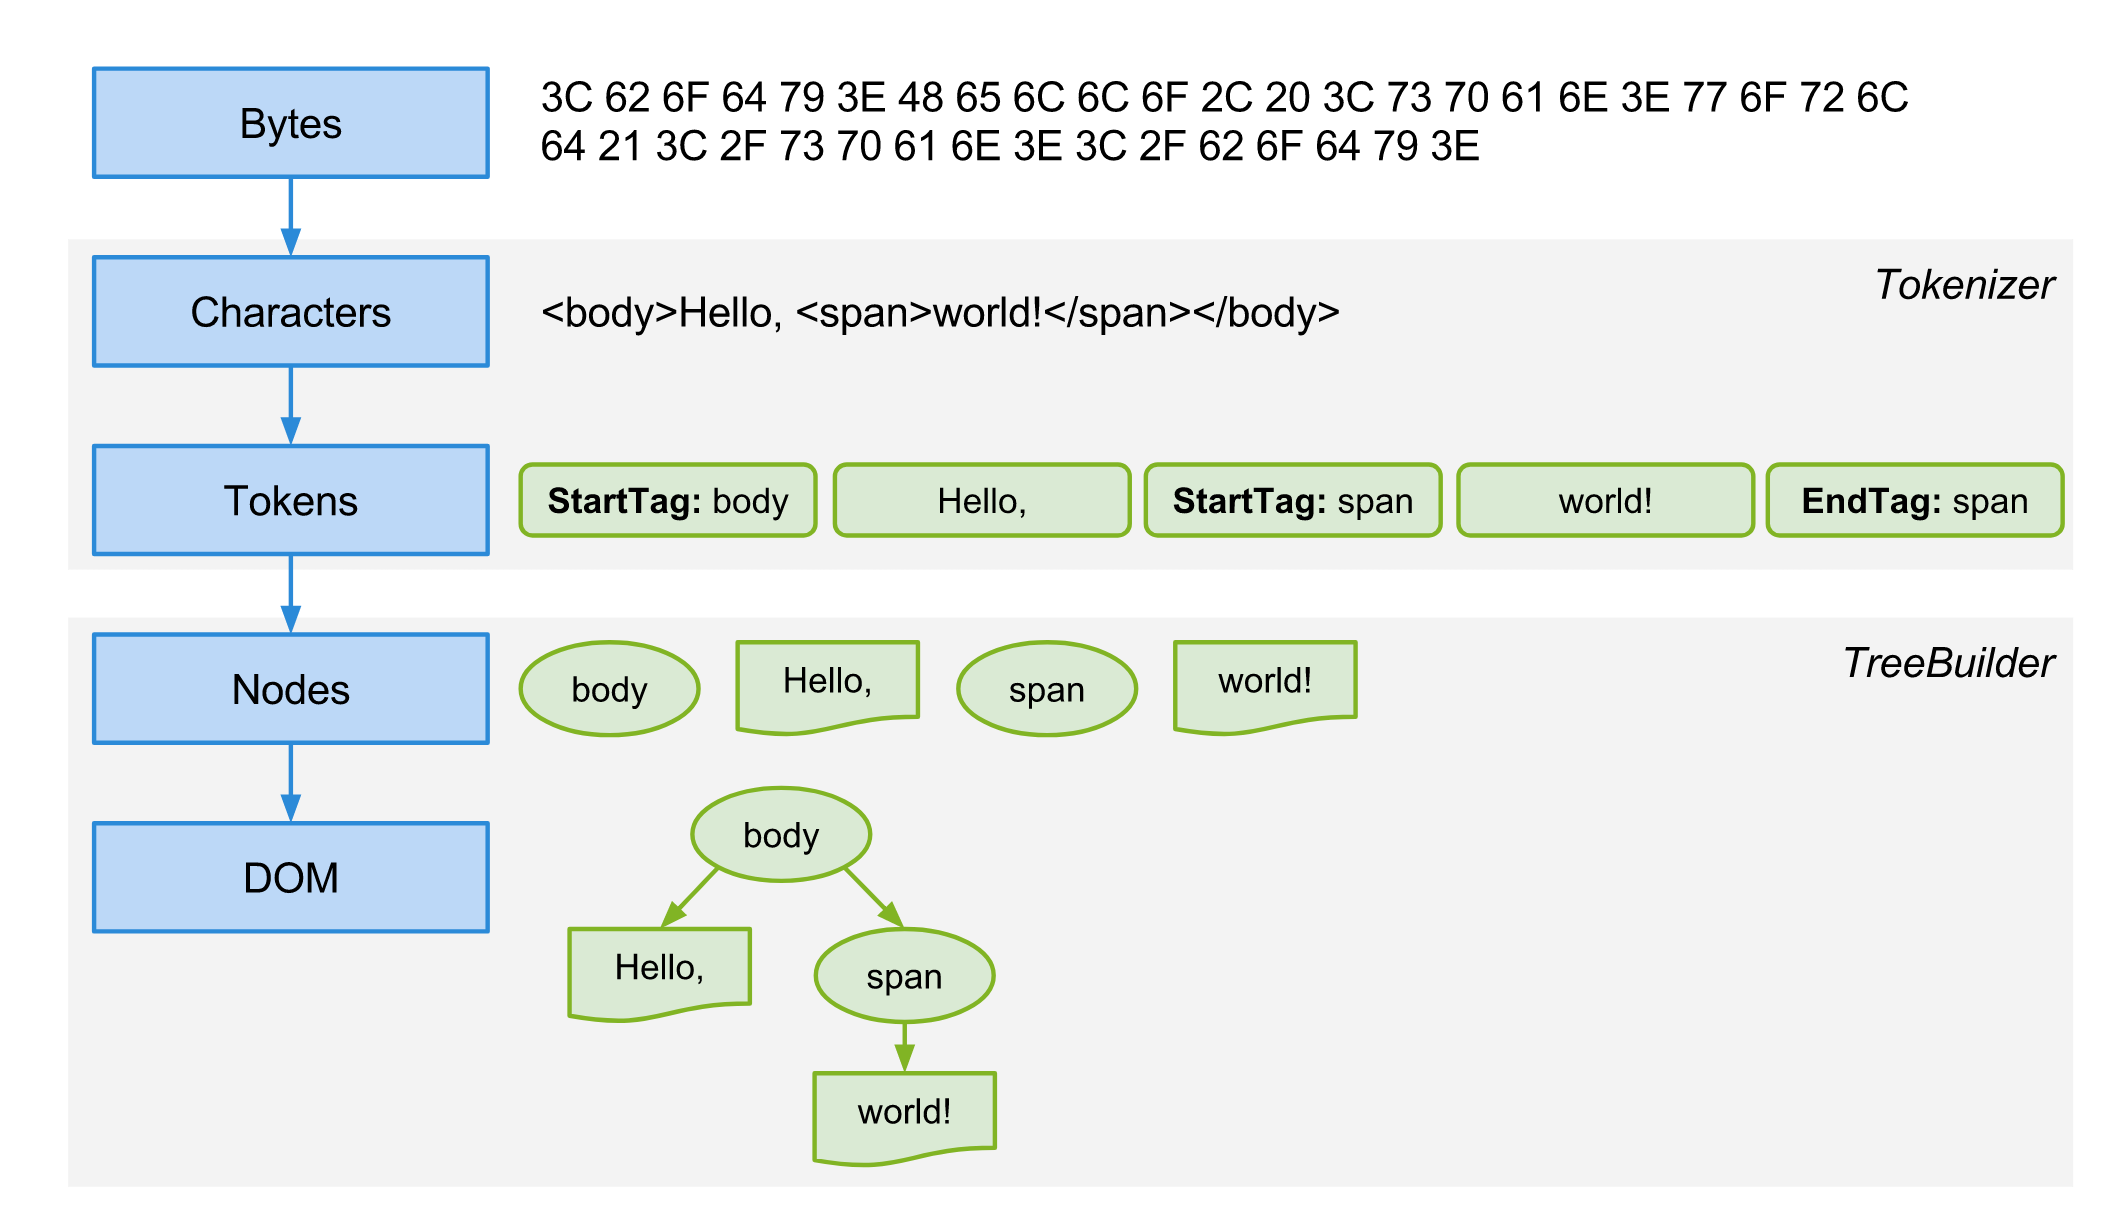 Bytes
3C 62 6F 64 79 3E 48 65 6C 6C 6F 2C 20 3C 73 70 61 6E 3E 77 6F 72 6C
64 21 3C 2F 73 70 61 6E 3E 3C 2F 62 6F 64 79 3E
Tokenizer
Characters
<body>Hello, <span>world!</span></body>
Tokens
StartTag: body
Hello,
StartTag: span
world!
EndTag: span
TreeBuilder
Nodes
body
Hello,
span
world!
DOM
body
Hello,
span
world!